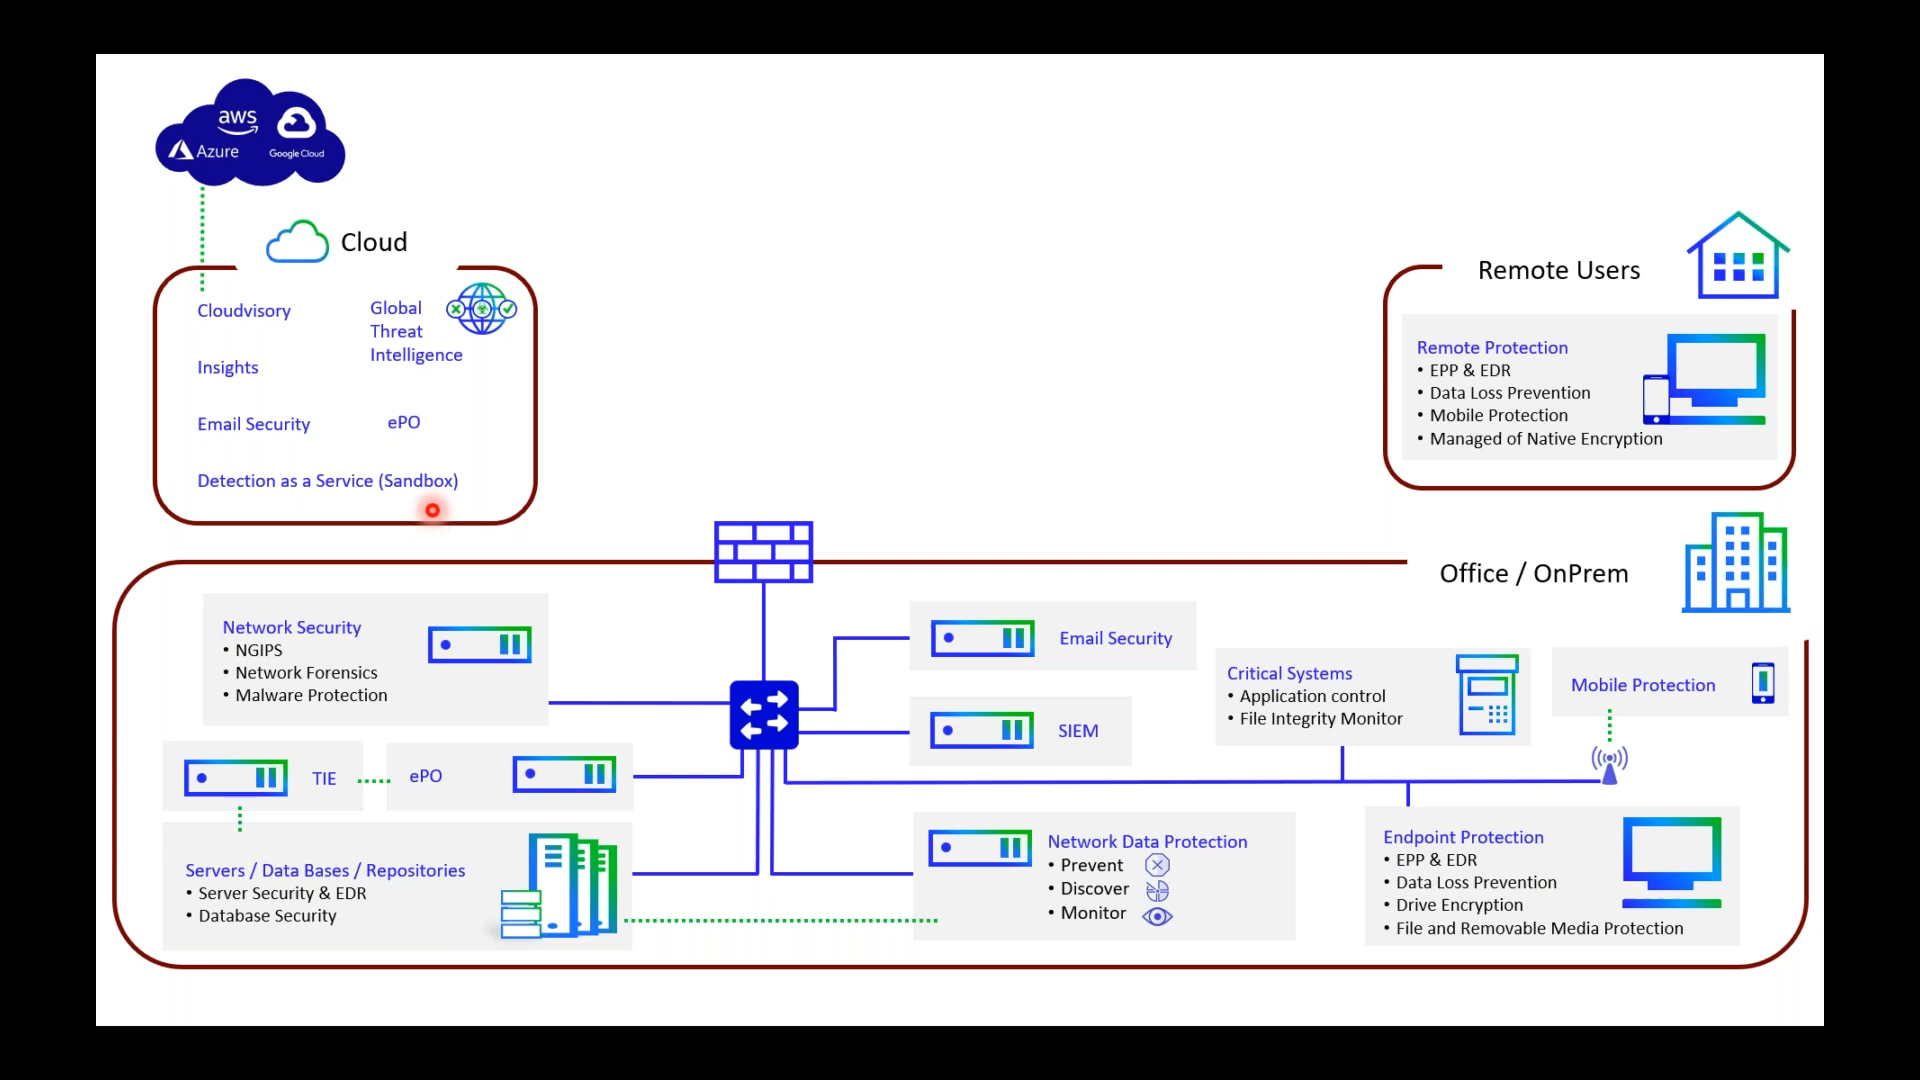 aws
Azure
Google Cloud
Cloud
Cloudvisory
Global
Threat
Intelligence
Insights
Email Security
ePO
Detection as a Service (Sandbox)
Remote Users
Remote Protection
• EPP & EDR
• Data Loss Prevention
• Mobile Protection
• Managed of Native Encryption
Office / OnPrem
Network Security
• NGIPS
• Network Forensics
• Malware Protection
Email Security
SIEM
Critical Systems
• Application control
• File Integrity Monitor
Mobile Protection
TIE
ePO
Servers / Data Bases / Repositories
• Server Security & EDR
• Database Security
Network Data Protection
• Prevent
• Discover
• Monitor
Endpoint Protection
• EPP & EDR
• Data Loss Prevention
• Drive Encryption
• File and Removable Media Protection